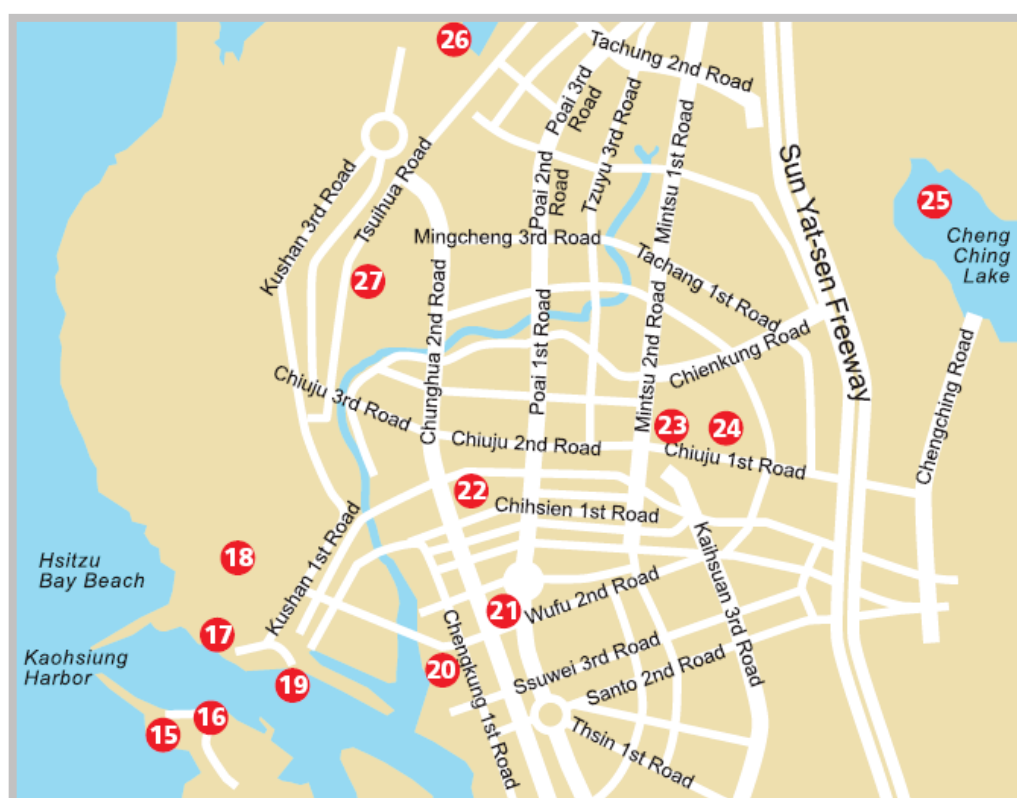 26
Tachung 2nd Road
Poai 3rd
Road
Tzuyu 3rd Road
Mintsu 1st Road
Sun Yat-sen Freeway
25
Cheng
Ching
Lake
Kushan 3rd Road
Tsuihua Road
Poai 2nd
Road
Mingcheng 3rd Road
Tachang 1st Road
27
Chunghua 2nd Road
Poai 1st Road
Mintsu 2nd Road
Chienkung Road
Chengching Road
Chiuju 3rd Road
Chiuju 2nd Road
23
24
Chiuju 1st Road
22
Chihsien 1st Road
Kaihsuan 3rd Road
Kushan 1st Road
Hsitzu
Bay Beach
18
21
Wufu 2nd Road
17
Kaohsiung
Harbor
19
20
Chengkung 1st Road
Ssuwei 3rd Road
Santo 2nd Road
15
16
Thsin 1st Road